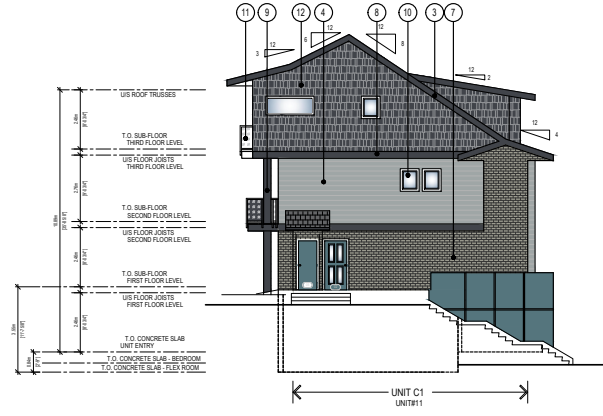 11 9 12 4 8 10 3 7
12
6
12
8
12
3
12
2
12
4
U/S ROOF TRUSSES
T.O. SUB-FLOOR
THIRD FLOOR LEVEL
U/S FLOOR JOISTS
THIRD FLOOR LEVEL
T.O. SUB-FLOOR
SECOND FLOOR LEVEL
U/S FLOOR JOISTS
SECOND FLOOR LEVEL
T.O. SUB-FLOOR
FIRST FLOOR LEVEL
U/S FLOOR JOISTS
FIRST FLOOR LEVEL
T.O. CONCRETE SLAB
UNIT ENTRY
T.O. CONCRETE SLAB - BEDROOM
T.O. CONCRETE SLAB - FLEX ROOM
UNIT C1
UNIT#11